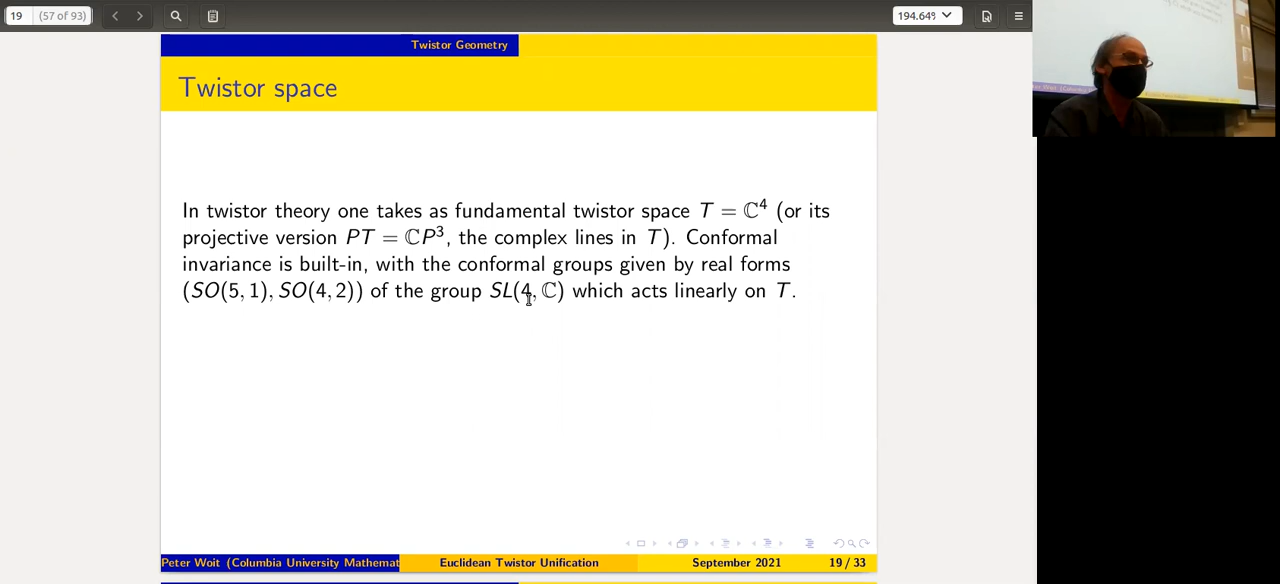 19 (57 of 93) 194.64%
Twistor Geometry
Twistor space
In twistor theory one takes as fundamental twistor space T = ℂ⁴ (or its
projective version PT = ℂP³, the complex lines in T). Conformal
invariance is built-in, with the conformal groups given by real forms
(SO(5, 1), SO(4, 2)) of the group SL(4, ℂ) which acts linearly on T.
Peter Woit (Columbia University Mathemat Euclidean Twistor Unification September 2021 19 / 33